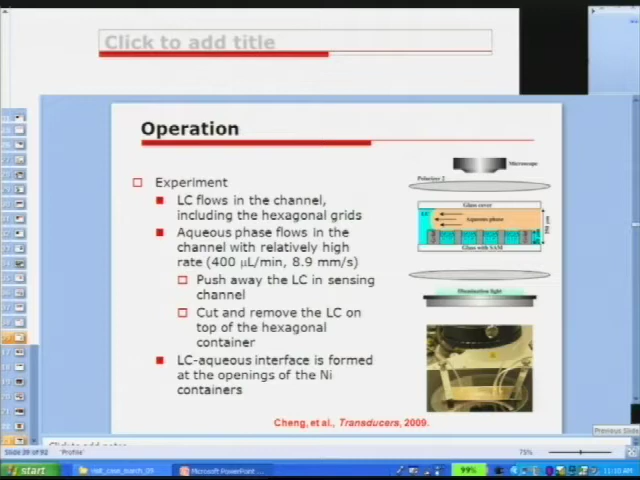 Click to add title
Operation
Experiment
LC flows in the channel,
including the hexagonal grids
Aqueous phase flows in the
channel with relatively high
rate (400 µL/min, 8.9 mm/s)
Push away the LC in sensing
channel
Cut and remove the LC on
top of the hexagonal
container
LC-aqueous interface is formed
at the openings of the Ni
containers
Microscope
Polarizer 2
Glass cover
LC
Aqueous phase
Glass with SAM
Illumination light
Cheng, et al., Transducers, 2009.
Previous Slide
Click to add notes
Slide 39 of 92
'Profile'
75%
start
Microsoft PowerPoint ...
99%
11:10 AM